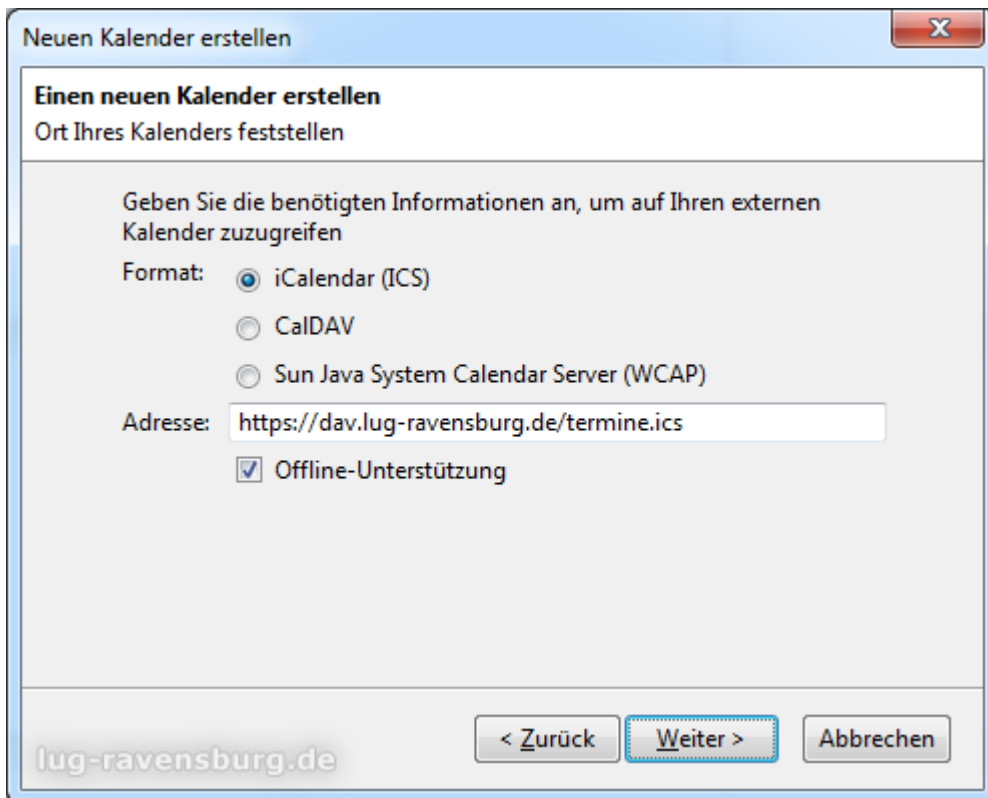 Neuen Kalender erstellen
X
Einen neuen Kalender erstellen
Ort Ihres Kalenders feststellen
Geben Sie die benötigten Informationen an, um auf Ihren externen
Kalender zuzugreifen
Format: iCalendar (ICS)
CalDAV
Sun Java System Calendar Server (WCAP)
Adresse: https://dav.lug-ravensburg.de/termine.ics
Offline-Unterstützung
< Zurück Weiter > Abbrechen
lug-ravensburg.de